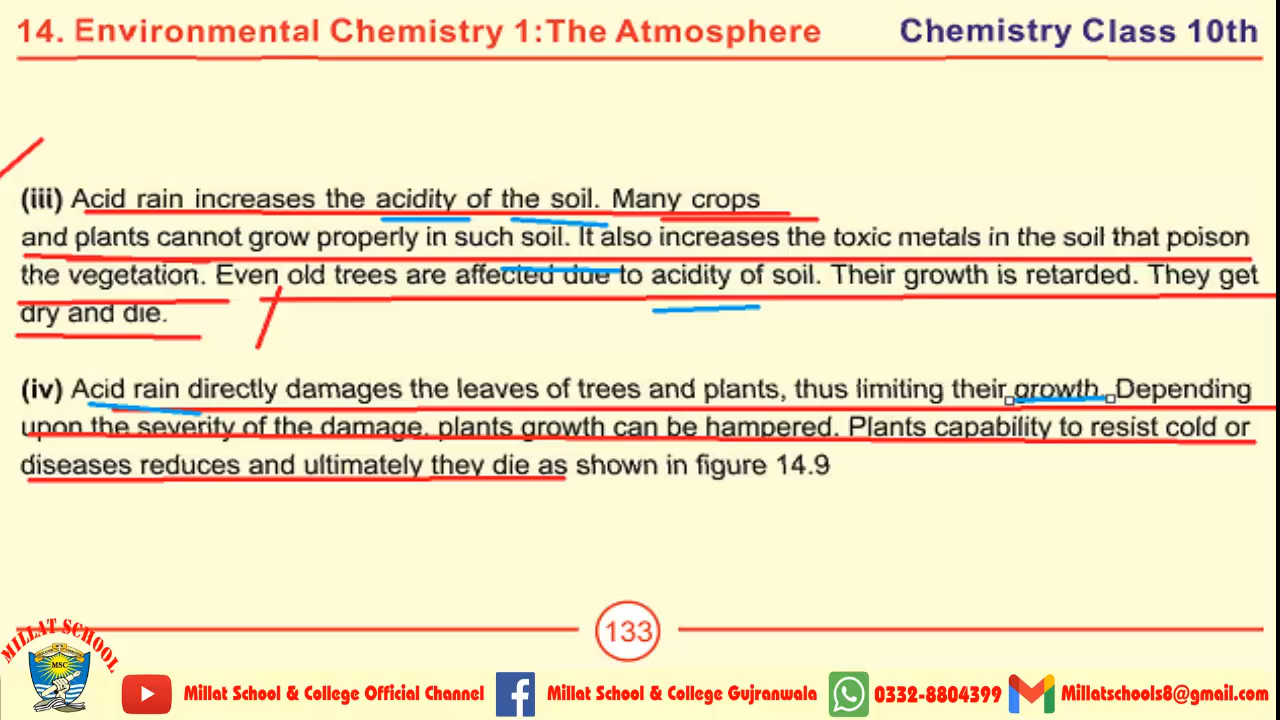 14. Environmental Chemistry 1:The Atmosphere Chemistry Class 10th
(iii) Acid rain increases the acidity of the soil. Many crops
and plants cannot grow properly in such soil. It also increases the toxic metals in the soil that poison
the vegetation. Even old trees are affected due to acidity of soil. Their growth is retarded. They get
dry and die.
(iv) Acid rain directly damages the leaves of trees and plants, thus limiting their growth. Depending
upon the severity of the damage, plants growth can be hampered. Plants capability to resist cold or
diseases reduces and ultimately they die as shown in figure 14.9
133
MILLAT SCHOOL
MSC
Millat School & College Official Channel Millat School & College Gujranwala 0332-8804399 Millatschools8@gmail.com